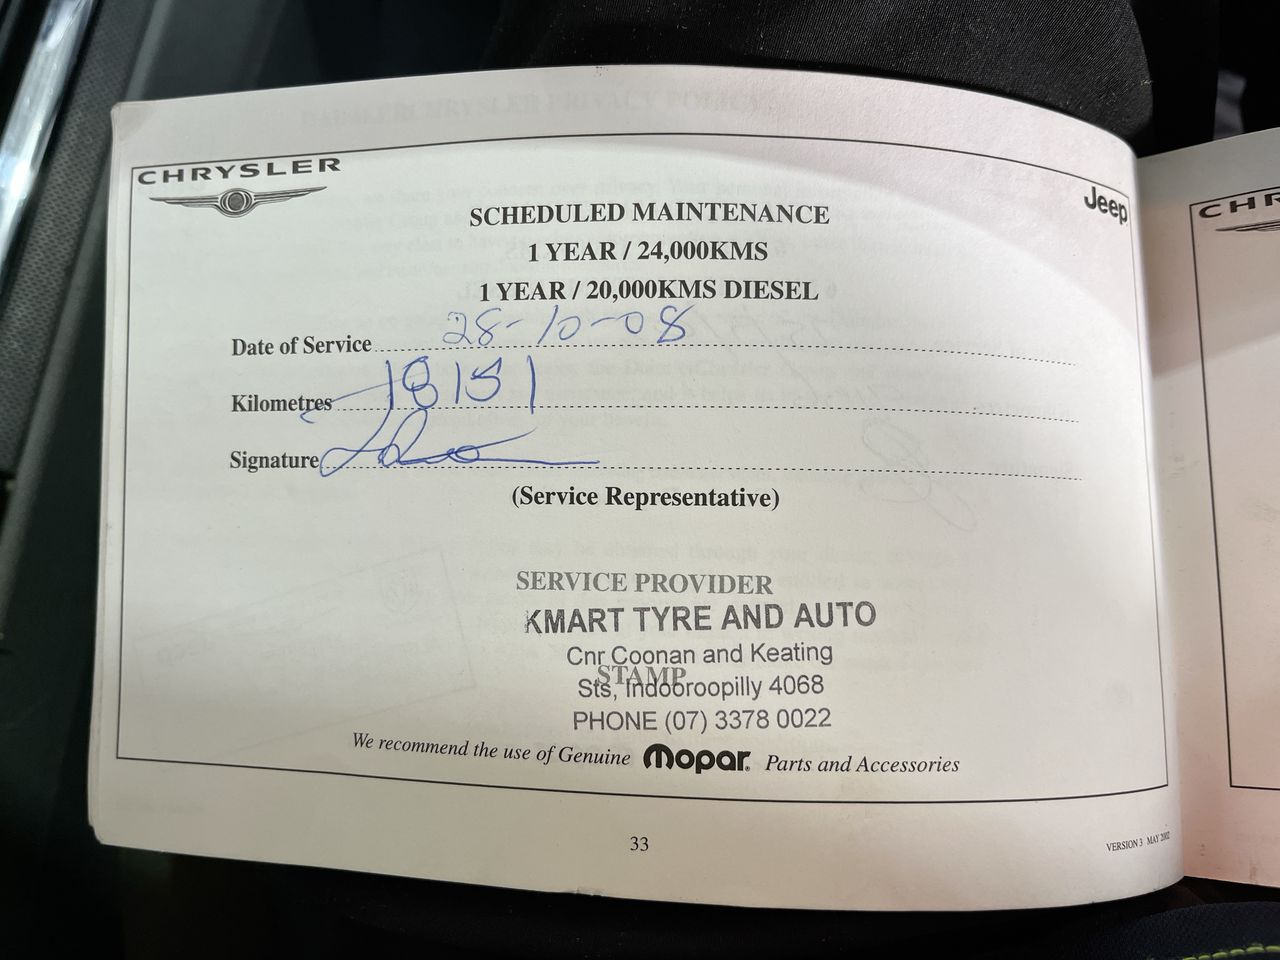 CHRYSLER
Jeep
SCHEDULED MAINTENANCE
1 YEAR / 24,000KMS
1 YEAR / 20,000KMS DIESEL
Date of Service 28-10-08
Kilometres 18151
Signature
(Service Representative)
SERVICE PROVIDER
KMART TYRE AND AUTO
Cnr Coonan and Keating
STAMP
Sts, Indooroopilly 4068
PHONE (07) 3378 0022
We recommend the use of Genuine Mopar. Parts and Accessories
33
VERSION 3 MAY 2002
CHR